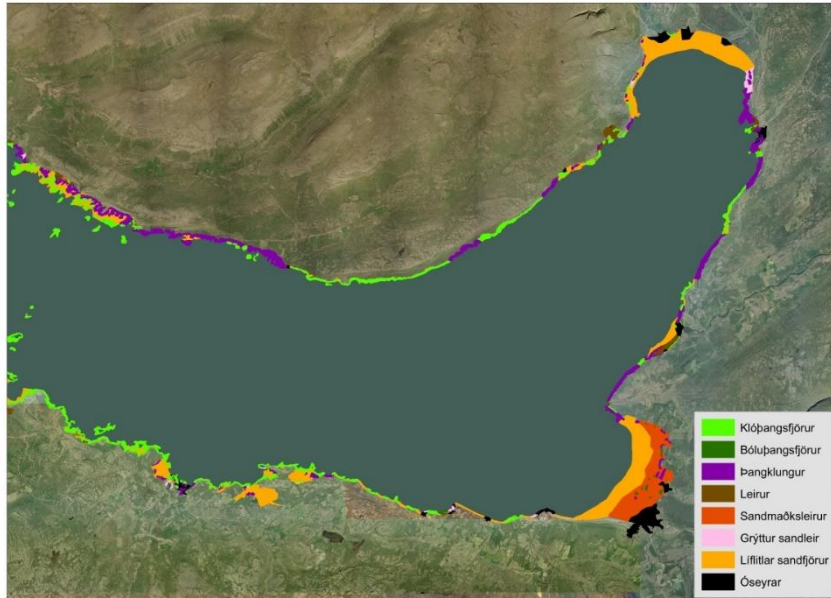 Klóþangsfjörur
Bóluþangsfjörur
Þangklungur
Leirur
Sandmaðksleirur
Grýttur sandleir
Líflitlar sandfjörur
Óseyrar